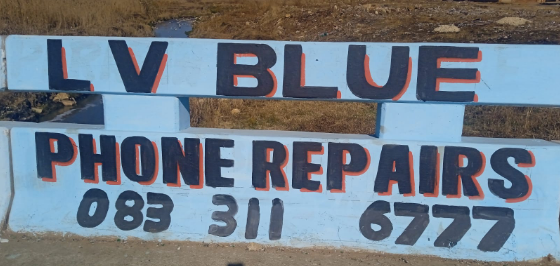 LV BLUE
PHONE REPAIRS
083 311 6777